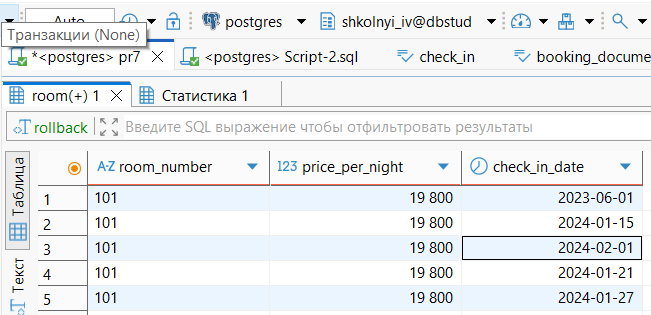 Auto
postgres
shkolnyi_iv@dbstud
Транзакции (None)
*<postgres> pr7
<postgres> Script-2.sql
check_in
booking_docume
room(+) 1
Статистика 1
rollback
Введите SQL выражение чтобы отфильтровать результаты
Таблица
Текст
A-Z room_number
123 price_per_night
check_in_date
1 101 19 800 2023-06-01
2 101 19 800 2024-01-15
3 101 19 800 2024-02-01
4 101 19 800 2024-01-21
5 101 19 800 2024-01-27